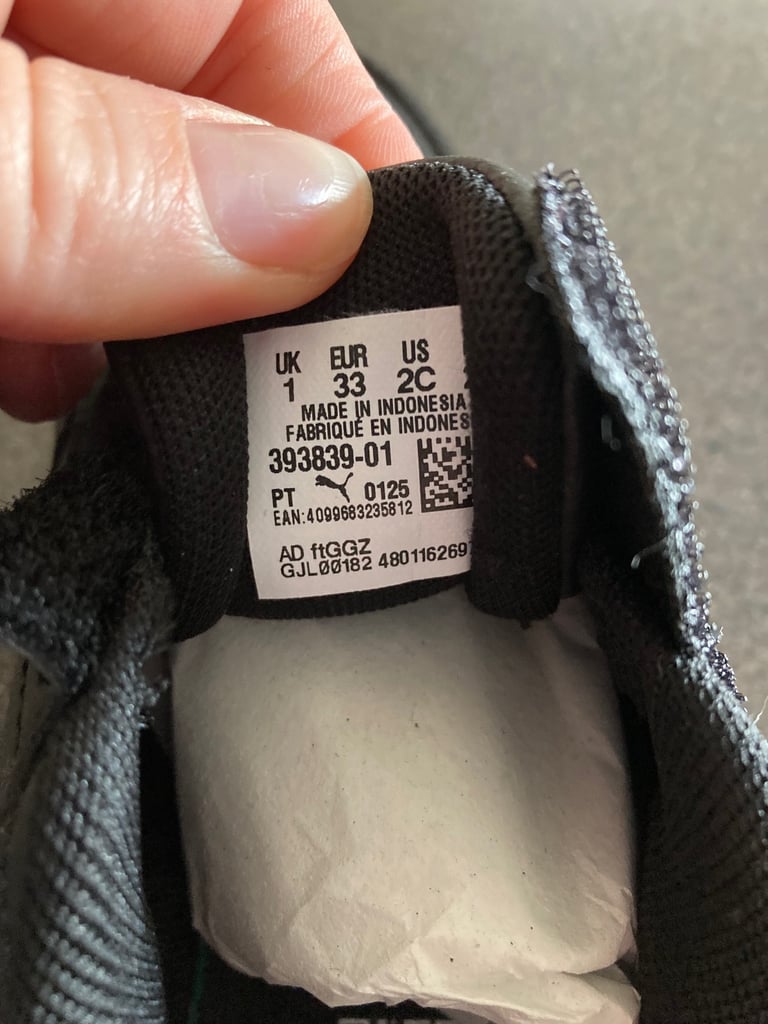 UK EUR US
1 33 2C
MADE IN INDONESIA
FABRIQUÉ EN INDONES
393839-01
PT 0125
EAN:4099683235812
AD ftGGZ
GJL00182 480116269